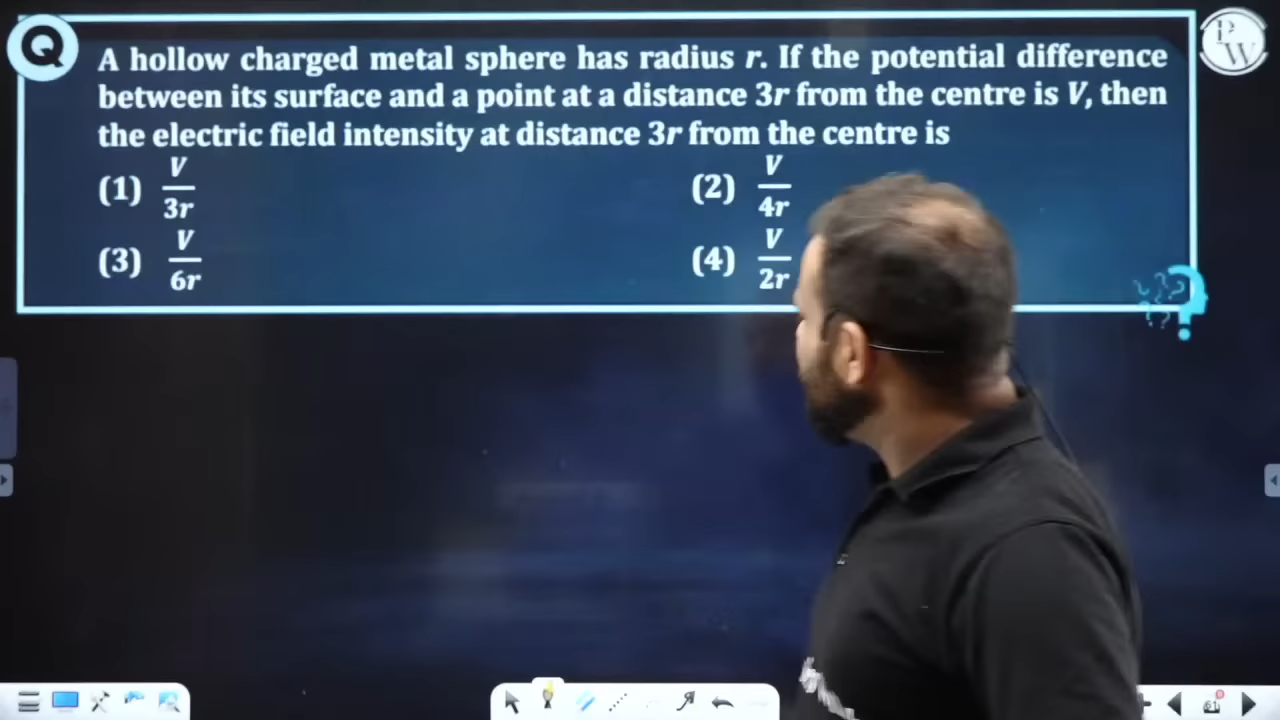 Q
A hollow charged metal sphere has radius r. If the potential difference
between its surface and a point at a distance 3r from the centre is V, then
the electric field intensity at distance 3r from the centre is
(1) V/3r (2) V/4r
(3) V/6r (4) V/2r
PW
61